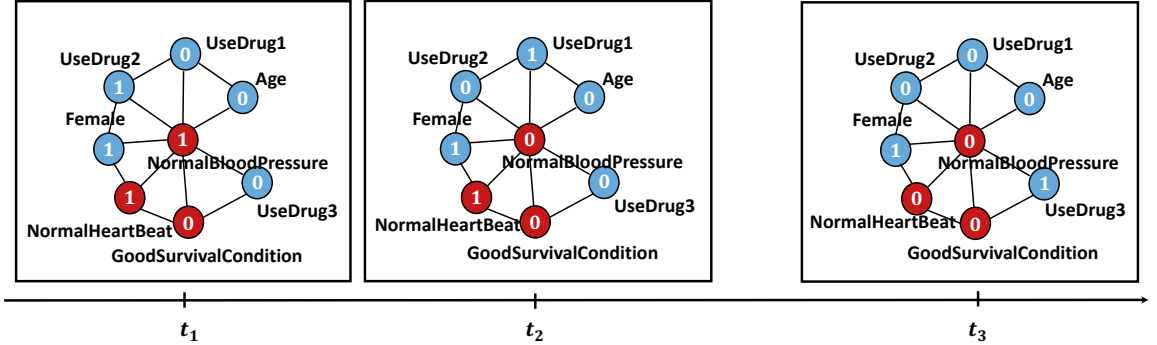 UseDrug1
0
UseDrug2
1
Age
0
Female
1
1
NormalBloodPressure
0
1
UseDrug3
0
NormalHeartBeat
GoodSurvivalCondition
UseDrug1
1
UseDrug2
0
0
Female
1
0
NormalBloodPressure
0
1
UseDrug3
0
NormalHeartBeat
GoodSurvivalCondition
UseDrug1
0
UseDrug2
0
Age
0
Female
1
0
NormalBloodPressure
1
0
UseDrug3
0
NormalHeartBeat
GoodSurvivalCondition
t₁
t₂
t₃